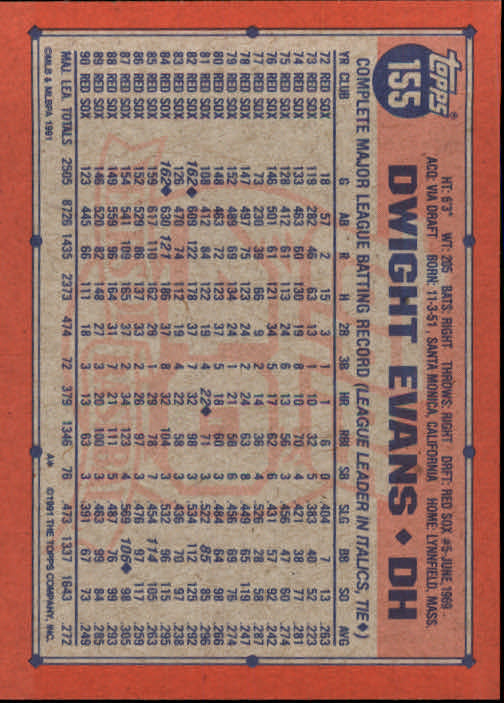 topps®
155
HT: 6'3" WT: 205 BATS: RIGHT THROWS: RIGHT DRFT: RED SOX #5-JUNE, 1969
ACQ: VIA DRAFT BORN: 11-3-51, SANTA MONICA, CALIFORNIA HOME: LYNNFIELD, MASS.
DWIGHT EVANS ♦ DH
COMPLETE MAJOR LEAGUE BATTING RECORD (LEAGUE LEADER IN ITALICS, TIE♦)
YR CLUB G AB R H 2B 3B HR RBI SB SLG BB SO AVG
72 RED SOX 18 57 2 15 3 1 1 6 0 .404 7 13 .263
73 RED SOX 119 282 46 63 13 1 10 32 5 .383 40 52 .223
74 RED SOX 133 463 60 130 19 8 10 70 4 .421 38 77 .281
75 RED SOX 128 412 61 113 24 6 13 56 3 .456 47 60 .274
76 RED SOX 146 501 61 121 34 5 17 62 6 .431 57 92 .242
77 RED SOX 73 230 39 66 9 2 14 36 4 .526 28 58 .287
78 RED SOX 147 497 75 123 24 2 24 63 8 .449 65 119 .247
79 RED SOX 152 489 69 134 24 1 21 58 6 .456 69 76 .274
80 RED SOX 148 463 72 123 37 5 18 60 3 .484 64 98 .266
81 RED SOX 108 412 84 122 19 4 22♦ 71 3 .522 85 85 .296
82 RED SOX 162♦ 609 122 178 37 7 32 98 3 .534 112 125 .292
83 RED SOX 126 470 74 112 19 4 22 58 3 .436 70 97 .238
84 RED SOX 162♦ 630 121 186 37 8 32 104 3 .532 96 115 .295
85 RED SOX 159 617 110 162 29 1 29 78 7 .454 114 105 .263
86 RED SOX 152 529 86 137 33 2 26 97 3 .476 97 117 .259
87 RED SOX 154 541 109 165 37 2 34 123 4 .569 106♦ 98 .305
88 RED SOX 149 559 96 164 31 7 21 111 5 .487 76 99 .293
89 RED SOX 146 520 82 148 27 3 20 100 3 .463 99 84 .285
90 RED SOX 123 445 66 111 18 3 13 63 3 .391 67 73 .249
MAJ. LEA. TOTALS 2505 8726 1435 2373 474 72 379 1346 76 .473 1337 1643 .272
©MLB & MLBPA 1991
A* ©1991 THE TOPPS COMPANY, INC.